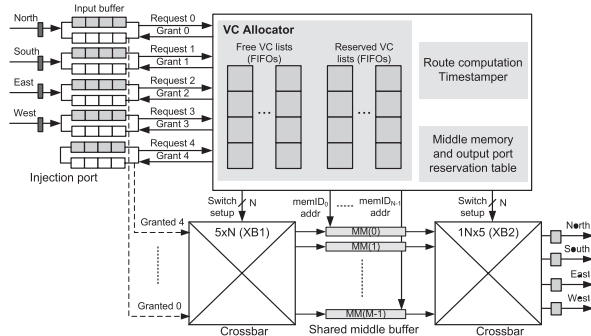 Input buffer
North
South
East
West
Injection port
Request 0
Grant 0
Request 1
Grant 1
Request 2
Grant 2
Request 3
Grant 3
Request 4
Grant 4
VC Allocator
Free VC lists
(FIFOs)
Reserved VC
lists (FIFOs)
...
...
Route computation
Timestamper
Middle memory
and output port
reservation table
Switch
setup
N
memID0
addr
......
memIDN-1
addr
Switch
setup
N
Granted 4
Granted 0
5xN (XB1)
Crossbar
MM(0)
MM(1)
MM(M-1)
Shared middle buffer
1Nx5 (XB2)
Crossbar
North
South
East
West